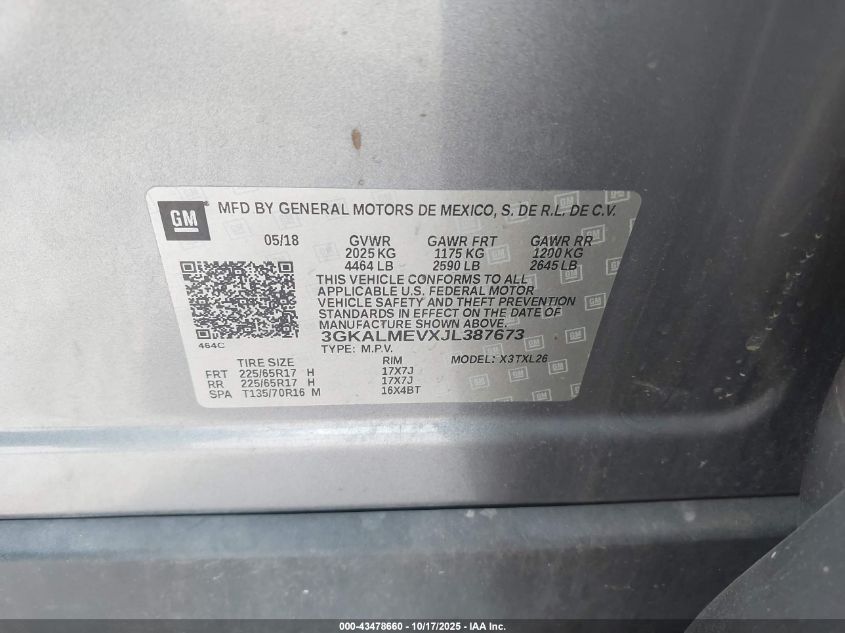 GM ® MFD BY GENERAL MOTORS DE MEXICO, S. DE R.L. DE C.V.
05/18 GVWR GAWR FRT GAWR RR
2025 KG 1175 KG 1200 KG
4464 LB 2590 LB 2645 LB
THIS VEHICLE CONFORMS TO ALL
APPLICABLE U.S. FEDERAL MOTOR
VEHICLE SAFETY AND THEFT PREVENTION
STANDARDS IN EFFECT ON THE DATE OF
MANUFACTURE SHOWN ABOVE.
464C 3GKALMEVXJL387673
TYPE: M.P.V. MODEL: X3TXL26
TIRE SIZE RIM
FRT 225/65R17 H 17X7J
RR 225/65R17 H 17X7J
SPA T135/70R16 M 16X4BT
000-43478660 - 10/17/2025 - IAA Inc.